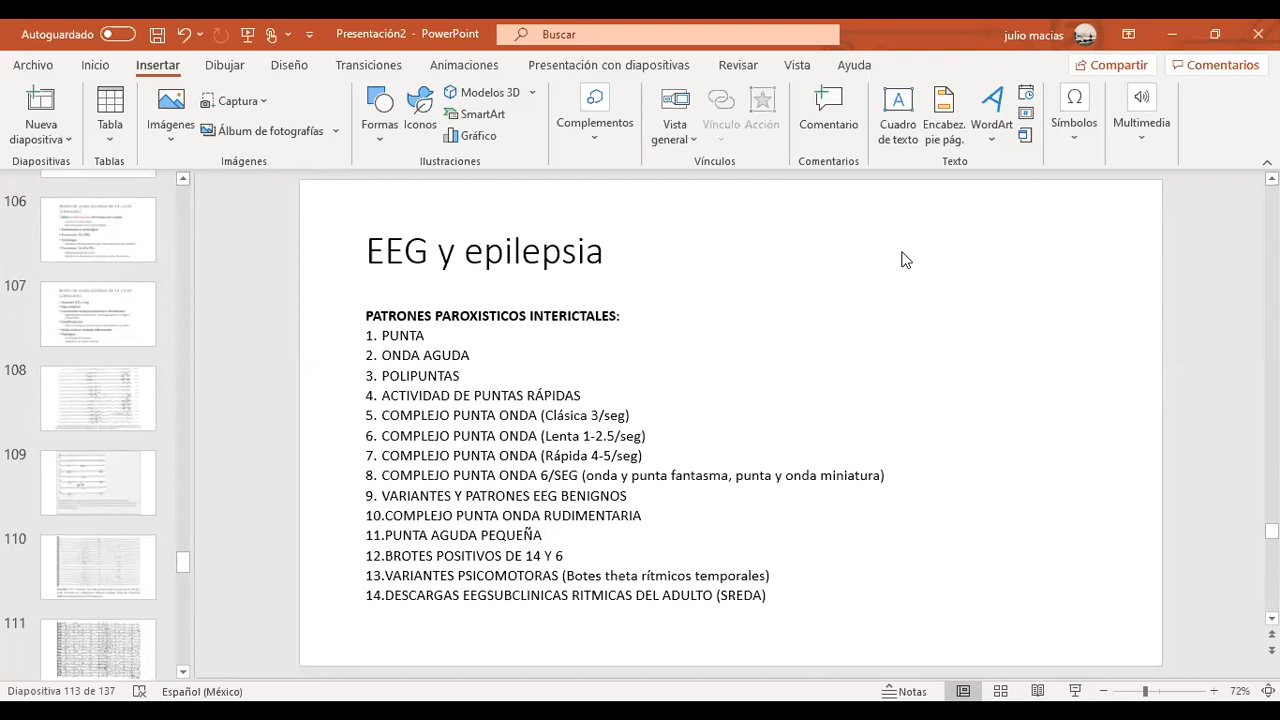 Autoguardado
Presentación2 - PowerPoint
Buscar
julio macias
Archivo Inicio Insertar Dibujar Diseño Transiciones Animaciones Presentación con diapositivas Revisar Vista Ayuda
Compartir
Comentarios
Nueva diapositiva
Tabla
Imágenes
Captura
Álbum de fotografías
Formas
Iconos
Modelos 3D
SmartArt
Gráfico
Complementos
Vista general
Vínculo
Acción
Comentario
Cuadro de texto
Encabez. pie pág.
WordArt
Símbolos
Multimedia
Diapositivas Tablas Imágenes Ilustraciones Vínculos Comentarios Texto
106
107
108
109
110
111
EEG y epilepsia
PATRONES PAROXISTICOS INTERICTALES:
1. PUNTA
2. ONDA AGUDA
3. POLIPUNTAS
4. ACTIVIDAD DE PUNTAS RAPIDAS
5. COMPLEJO PUNTA ONDA (Clásica 3/seg)
6. COMPLEJO PUNTA ONDA (Lenta 1-2.5/seg)
7. COMPLEJO PUNTA ONDA (Rápida 4-5/seg)
8. COMPLEJO PUNTA ONDA 6/SEG (onda y punta fantasma, punta y onda miniatura)
9. VARIANTES Y PATRONES EEG BENIGNOS
10.COMPLEJO PUNTA ONDA RUDIMENTARIA
11.PUNTA AGUDA PEQUEÑA
12.BROTES POSITIVOS DE 14 Y 6
13.VARIANTES PSICOMOTORAS (Botes theta rítmicos temporales)
14.DESCARGAS EEGSUBCLINICAS RITMICAS DEL ADULTO (SREDA)
Diapositiva 113 de 137
Español (México)
Notas
72%